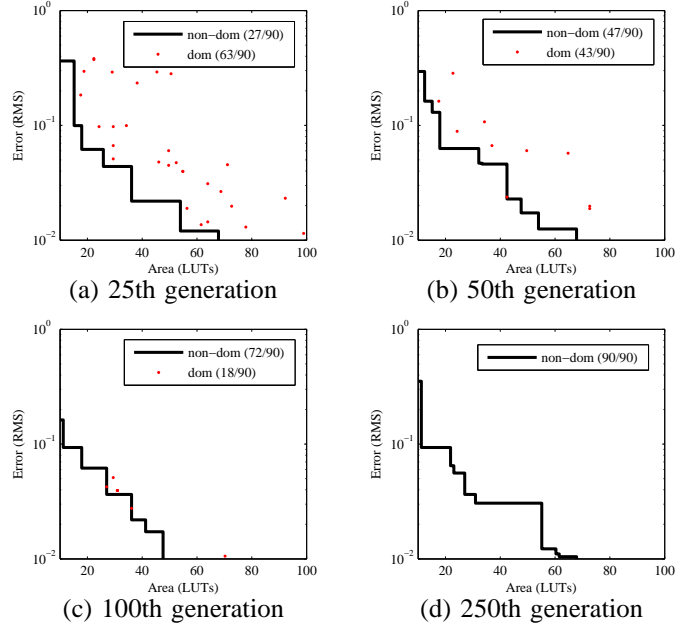 10^0
10^-1
10^-2
Error (RMS)
non−dom (27/90)
dom (63/90)
20 40 60 80 100
Area (LUTs)
(a) 25th generation
10^0
10^-1
10^-2
Error (RMS)
non−dom (47/90)
dom (43/90)
20 40 60 80 100
Area (LUTs)
(b) 50th generation
10^0
10^-1
10^-2
Error (RMS)
non−dom (72/90)
dom (18/90)
20 40 60 80 100
Area (LUTs)
(c) 100th generation
10^0
10^-1
10^-2
Error (RMS)
non−dom (90/90)
20 40 60 80 100
Area (LUTs)
(d) 250th generation